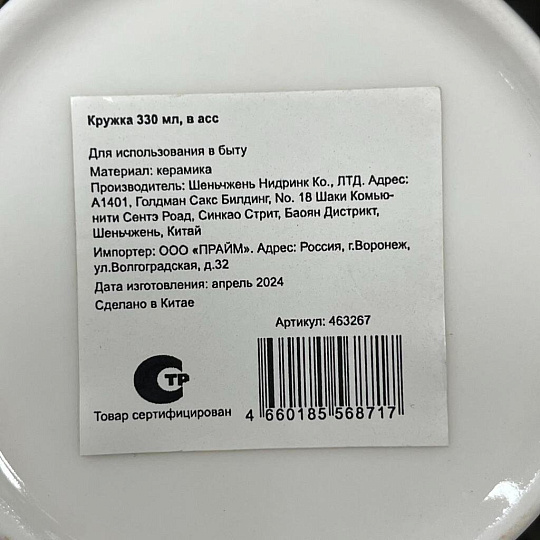 Кружка 330 мл, в асс
Для использования в быту
Материал: керамика
Производитель: Шеньчжень Нидринк Ко., ЛТД. Адрес:
А1401, Голдман Сакс Билдинг, No. 18 Шаки Комью-
нити Сентэ Роад, Синкао Стрит, Баоян Дистрикт,
Шеньчжень, Китай
Импортер: ООО «ПРАЙМ». Адрес: Россия, г.Воронеж,
ул.Волгоградская, д.32
Дата изготовления: апрель 2024
Сделано в Китае
Артикул: 463267
СТР
Товар сертифицирован
4 660185 568717